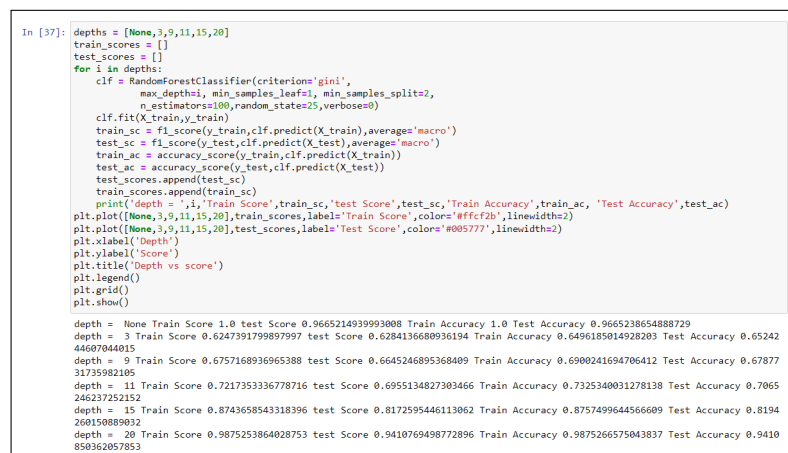 In [37]: depths = [None,3,9,11,15,20]
train_scores = []
test_scores = []
for i in depths:
    clf = RandomForestClassifier(criterion='gini',
            max_depth=i, min_samples_leaf=1, min_samples_split=2,
            n_estimators=100,random_state=25,verbose=0)
    clf.fit(X_train,y_train)
    train_sc = f1_score(y_train,clf.predict(X_train),average='macro')
    test_sc = f1_score(y_test,clf.predict(X_test),average='macro')
    train_ac = accuracy_score(y_train,clf.predict(X_train))
    test_ac = accuracy_score(y_test,clf.predict(X_test))
    test_scores.append(test_sc)
    train_scores.append(train_sc)
    print('depth = ',i,'Train Score',train_sc,'test Score',test_sc,'Train Accuracy',train_ac, 'Test Accuracy',test_ac)
plt.plot([None,3,9,11,15,20],train_scores,label='Train Score',color='#ffcf2b',linewidth=2)
plt.plot([None,3,9,11,15,20],test_scores,label='Test Score',color='#005777',linewidth=2)
plt.xlabel('Depth')
plt.ylabel('Score')
plt.title('Depth vs score')
plt.legend()
plt.grid()
plt.show()
depth =  None Train Score 1.0 test Score 0.9665214939993008 Train Accuracy 1.0 Test Accuracy 0.9665238654888729
depth =  3 Train Score 0.6247391799897997 test Score 0.6284136680936194 Train Accuracy 0.6496185014928203 Test Accuracy 0.65242
44607044015
depth =  9 Train Score 0.6757168936965388 test Score 0.6645246895368409 Train Accuracy 0.6900241694706412 Test Accuracy 0.67877
31735982105
depth =  11 Train Score 0.7217353337778716 test Score 0.6955134827303466 Train Accuracy 0.7325340031278138 Test Accuracy 0.7065
246237252152
depth =  15 Train Score 0.8743658543318396 test Score 0.8172595446113062 Train Accuracy 0.8757499644566609 Test Accuracy 0.8194
260150889032
depth =  20 Train Score 0.9875253864028753 test Score 0.9410769498772896 Train Accuracy 0.9875266575043837 Test Accuracy 0.9410
850362057853